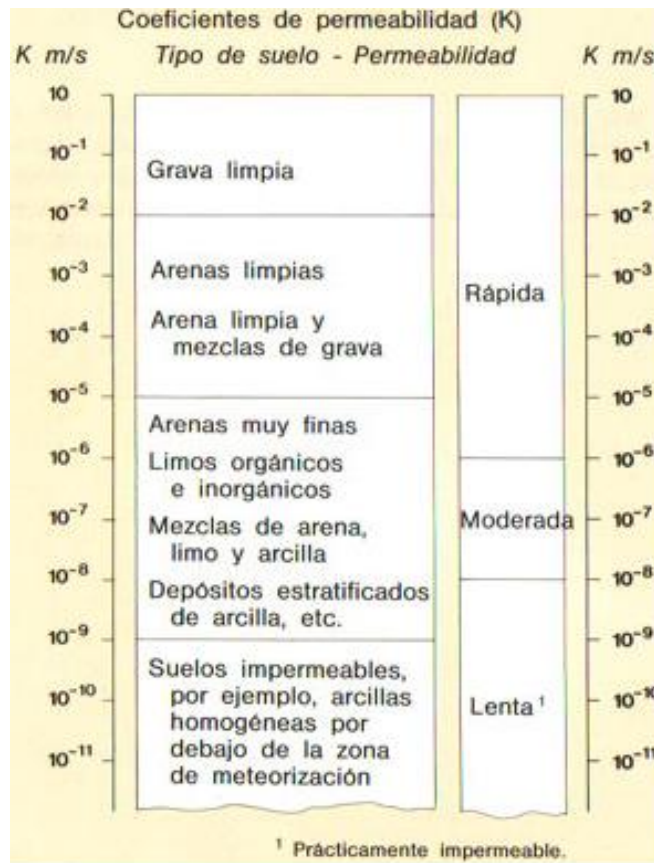 Coeficientes de permeabilidad (K)
K m/s Tipo de suelo - Permeabilidad K m/s
10 10
10⁻¹ 10⁻¹
Grava limpia
10⁻² 10⁻²
Arenas limpias
10⁻³ 10⁻³
Rápida
Arena limpia y
mezclas de grava
10⁻⁴ 10⁻⁴
10⁻⁵ 10⁻⁵
Arenas muy finas
10⁻⁶ 10⁻⁶
Limos orgánicos
e inorgánicos
10⁻⁷ Moderada 10⁻⁷
Mezclas de arena,
limo y arcilla
10⁻⁸ 10⁻⁸
Depósitos estratificados
de arcilla, etc.
10⁻⁹ 10⁻⁹
Suelos impermeables,
por ejemplo, arcillas
10⁻¹⁰ Lenta ¹ 10⁻¹⁰
homogéneas por
debajo de la zona
10⁻¹¹ 10⁻¹¹
de meteorización
¹ Prácticamente impermeable.